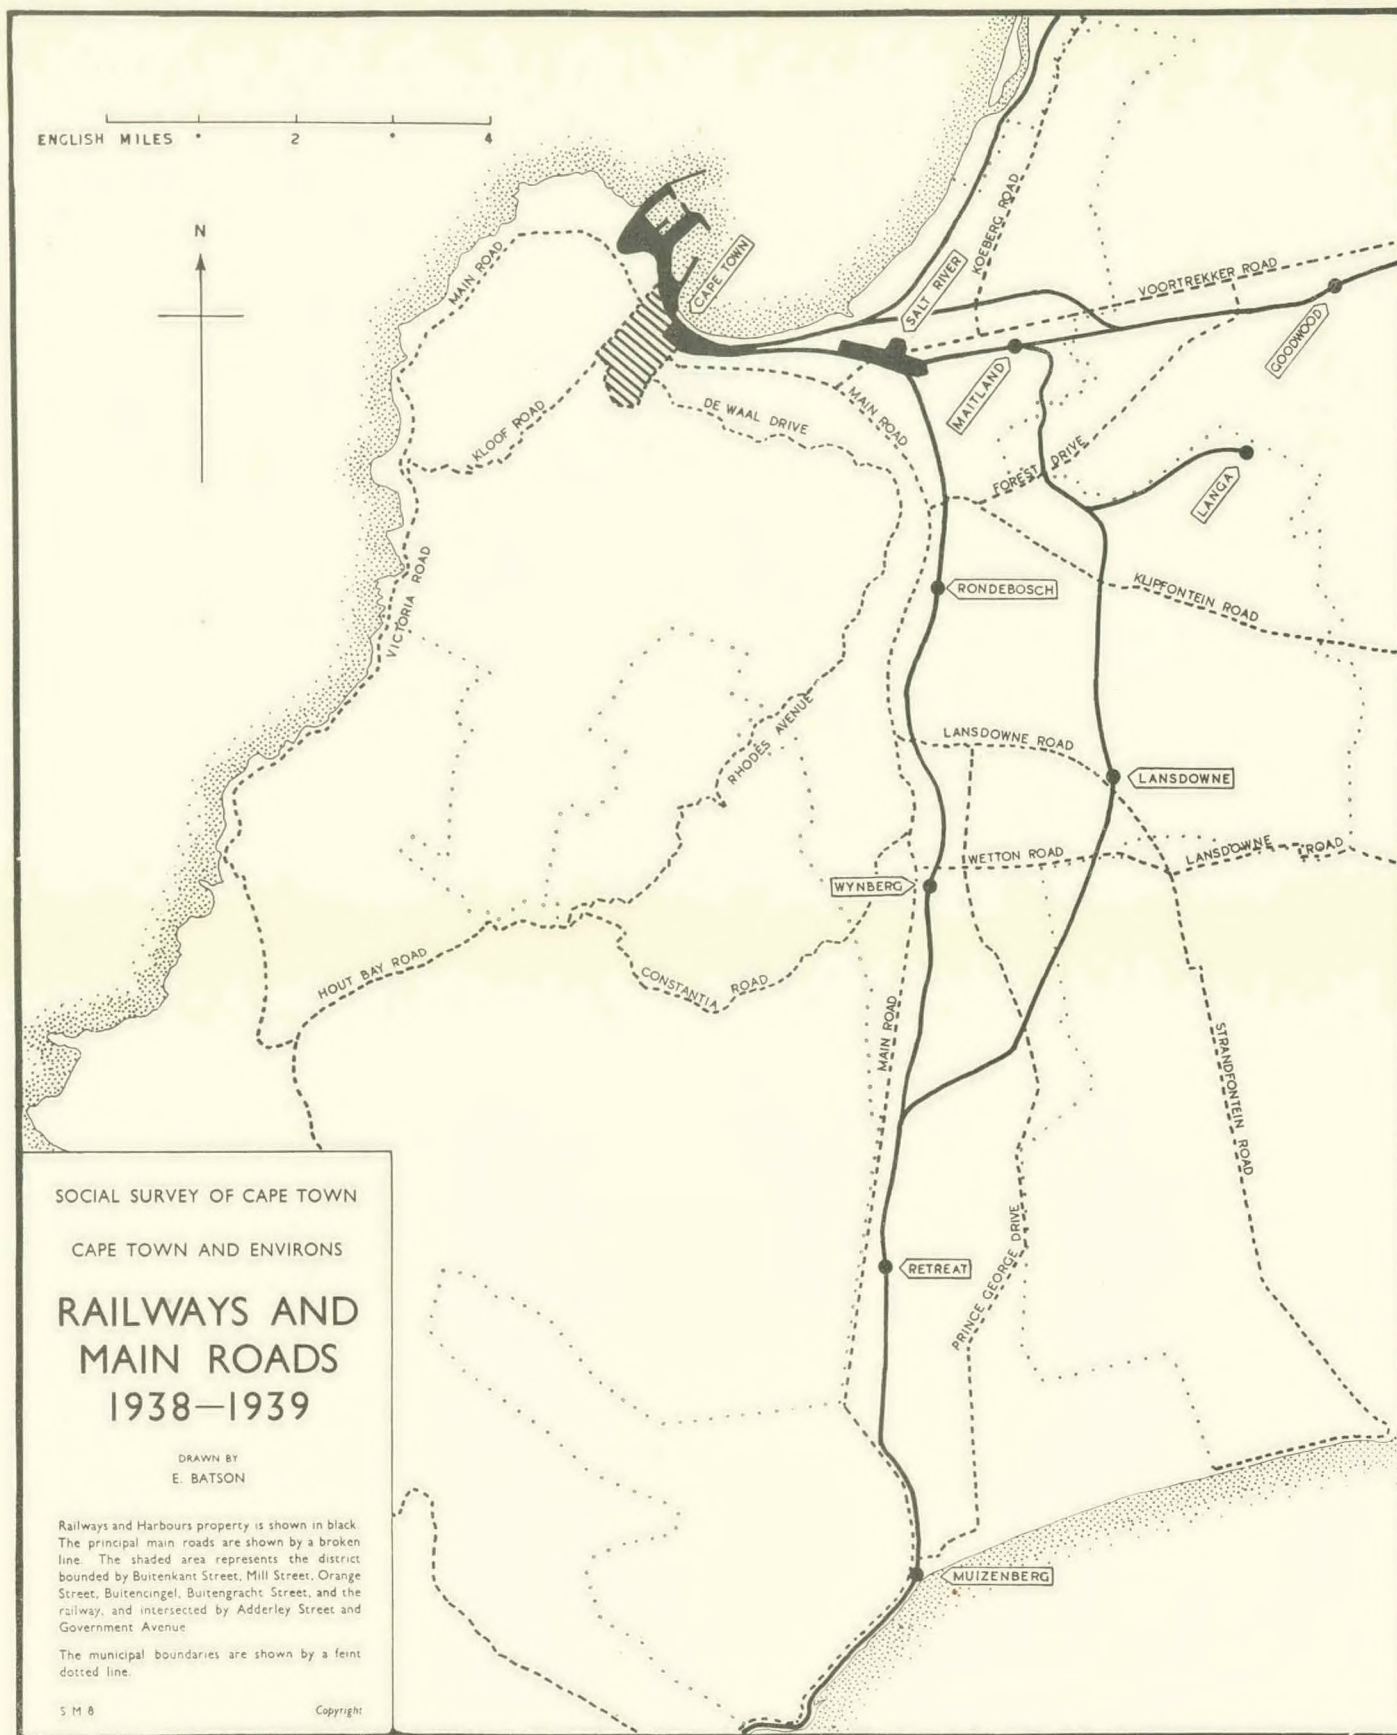 ENGLISH MILES
2
4
N
MAIN ROAD
CAPE TOWN
SALT RIVER
KOEBERG ROAD
VOORTREKKER ROAD
GOODWOOD
KLOOF ROAD
DE WAAL DRIVE
MAIN ROAD
MAITLAND
FOREST DRIVE
LANGA
VICTORIA ROAD
RONDEBOSCH
KLIPFONTEIN ROAD
RHODES AVENUE
LANSDOWNE ROAD
LANSDOWNE
WETTON ROAD
LANSDOWNE ROAD
WYNBERG
HOUT BAY ROAD
CONSTANTIA ROAD
MAIN ROAD
STRANDFONTEIN ROAD
PRINCE GEORGE DRIVE
RETREAT
MUIZENBERG
SOCIAL SURVEY OF CAPE TOWN
CAPE TOWN AND ENVIRONS
RAILWAYS AND
MAIN ROADS
1938—1939
DRAWN BY
E. BATSON
Railways and Harbours property is shown in black.
The principal main roads are shown by a broken
line. The shaded area represents the district
bounded by Buitenkant Street, Mill Street, Orange
Street, Buitencingel, Buitengracht Street, and the
railway, and intersected by Adderley Street and
Government Avenue
The municipal boundaries are shown by a feint
dotted line.
S M 8
Copyright